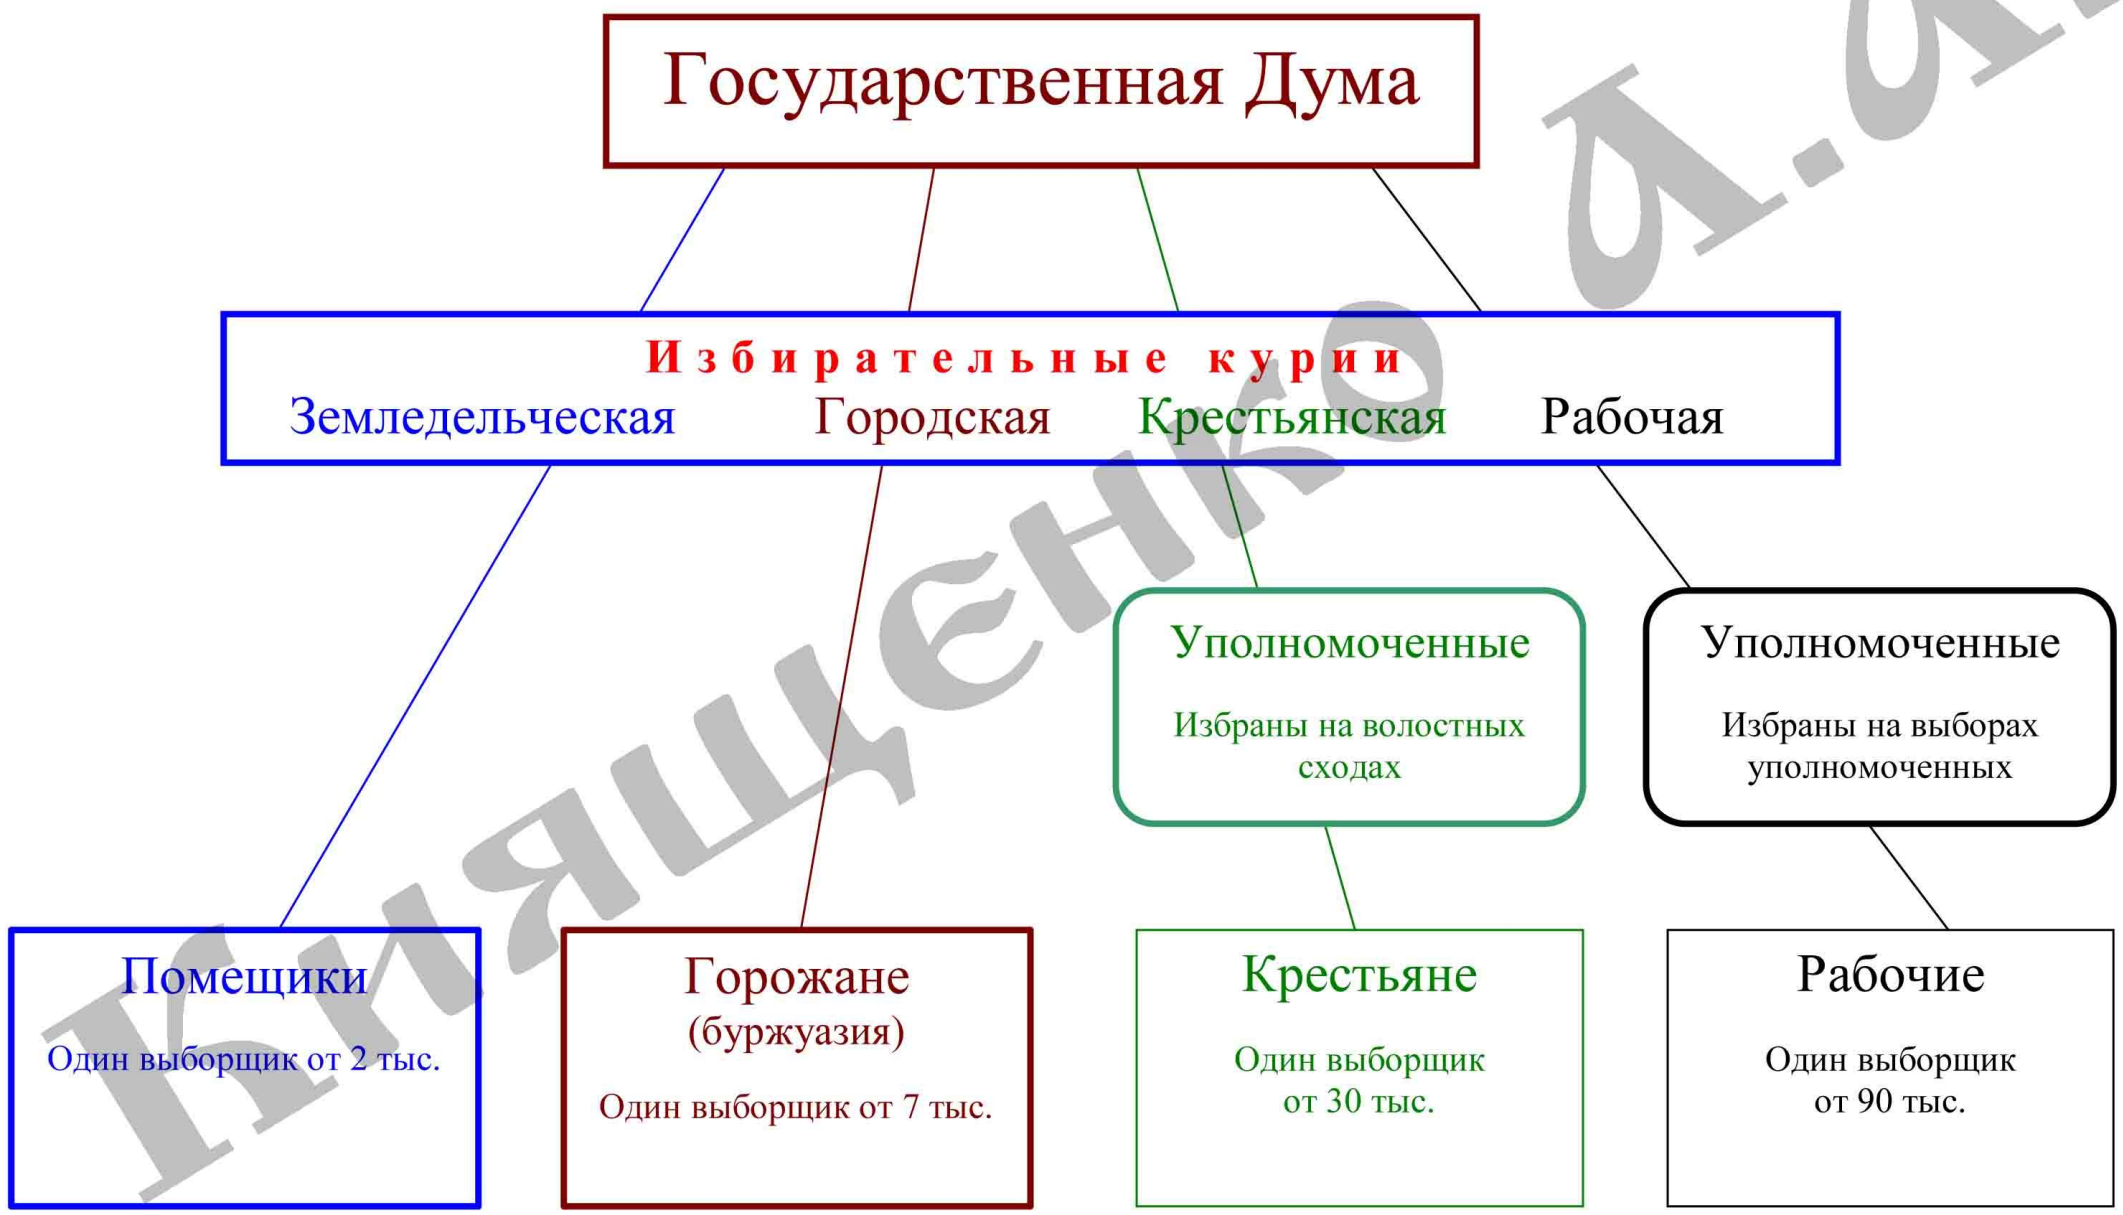 Государственная Дума
Избирательные курии
Земледельческая Городская Крестьянская Рабочая
Уполномоченные
Избраны на волостных
сходах
Уполномоченные
Избраны на выборах
уполномоченных
Помещики
Один выборщик от 2 тыс.
Горожане
(буржуазия)
Один выборщик от 7 тыс.
Крестьяне
Один выборщик
от 30 тыс.
Рабочие
Один выборщик
от 90 тыс.
Киященко А.А.